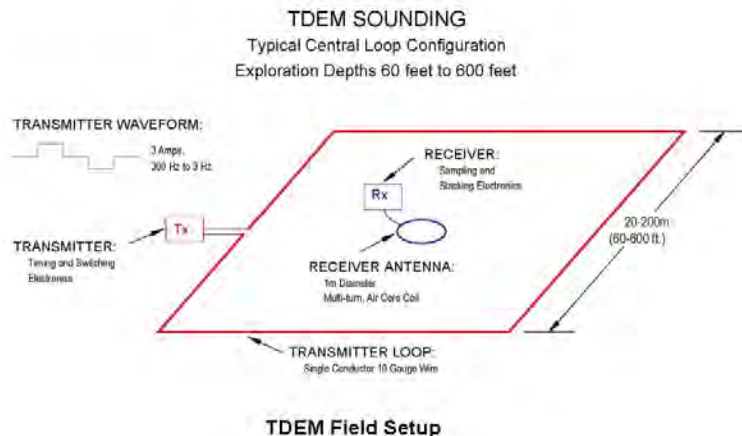 TDEM SOUNDING
Typical Central Loop Configuration
Exploration Depths 60 feet to 600 feet
TRANSMITTER WAVEFORM:
3 Amps,
300 Hz to 3 Hz
RECEIVER:
Sampling and
Stacking Electronics
Rx
Tx
20-200m
(60-600 ft.)
TRANSMITTER:
Timing and Switching
Electronics
RECEIVER ANTENNA:
1m Diameter
Multi-turn, Air Core Coil
TRANSMITTER LOOP:
Single Conductor 10 Gauge Wire
TDEM Field Setup